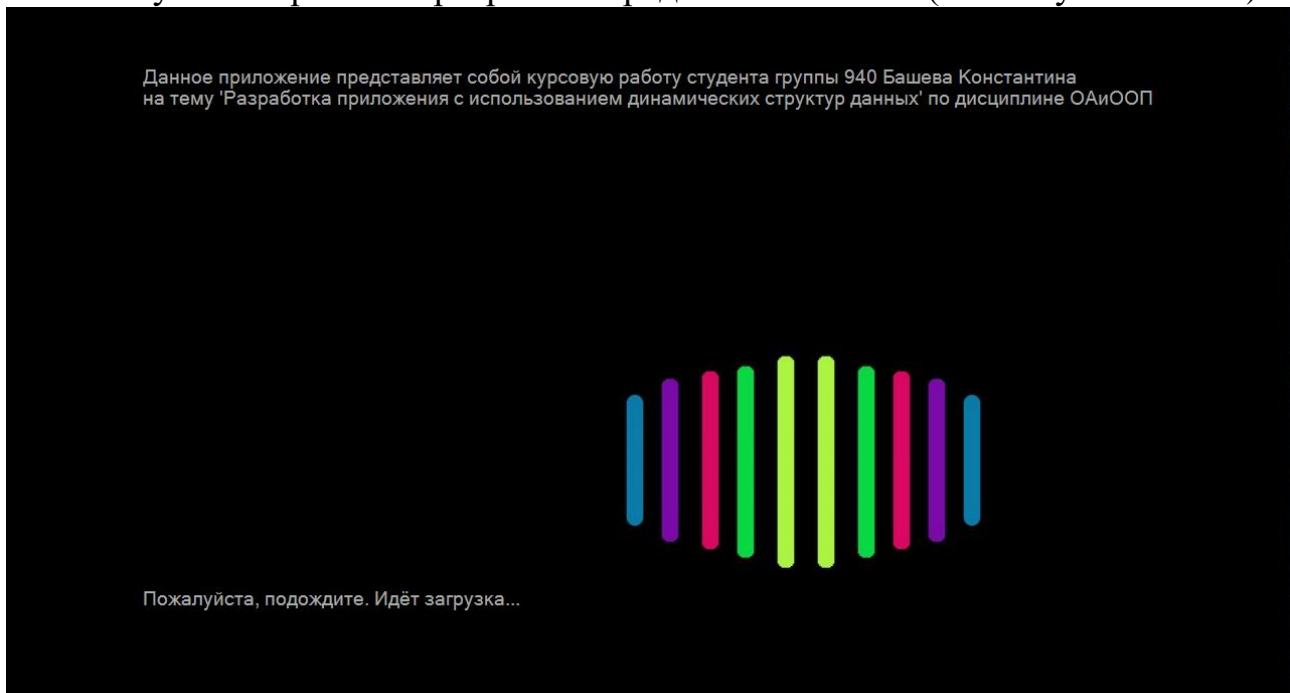 Данное приложение представляет собой курсовую работу студента группы 940 Башева Константина
на тему 'Разработка приложения с использованием динамических структур данных' по дисциплине ОАиООП
Пожалуйста, подождите. Идёт загрузка...